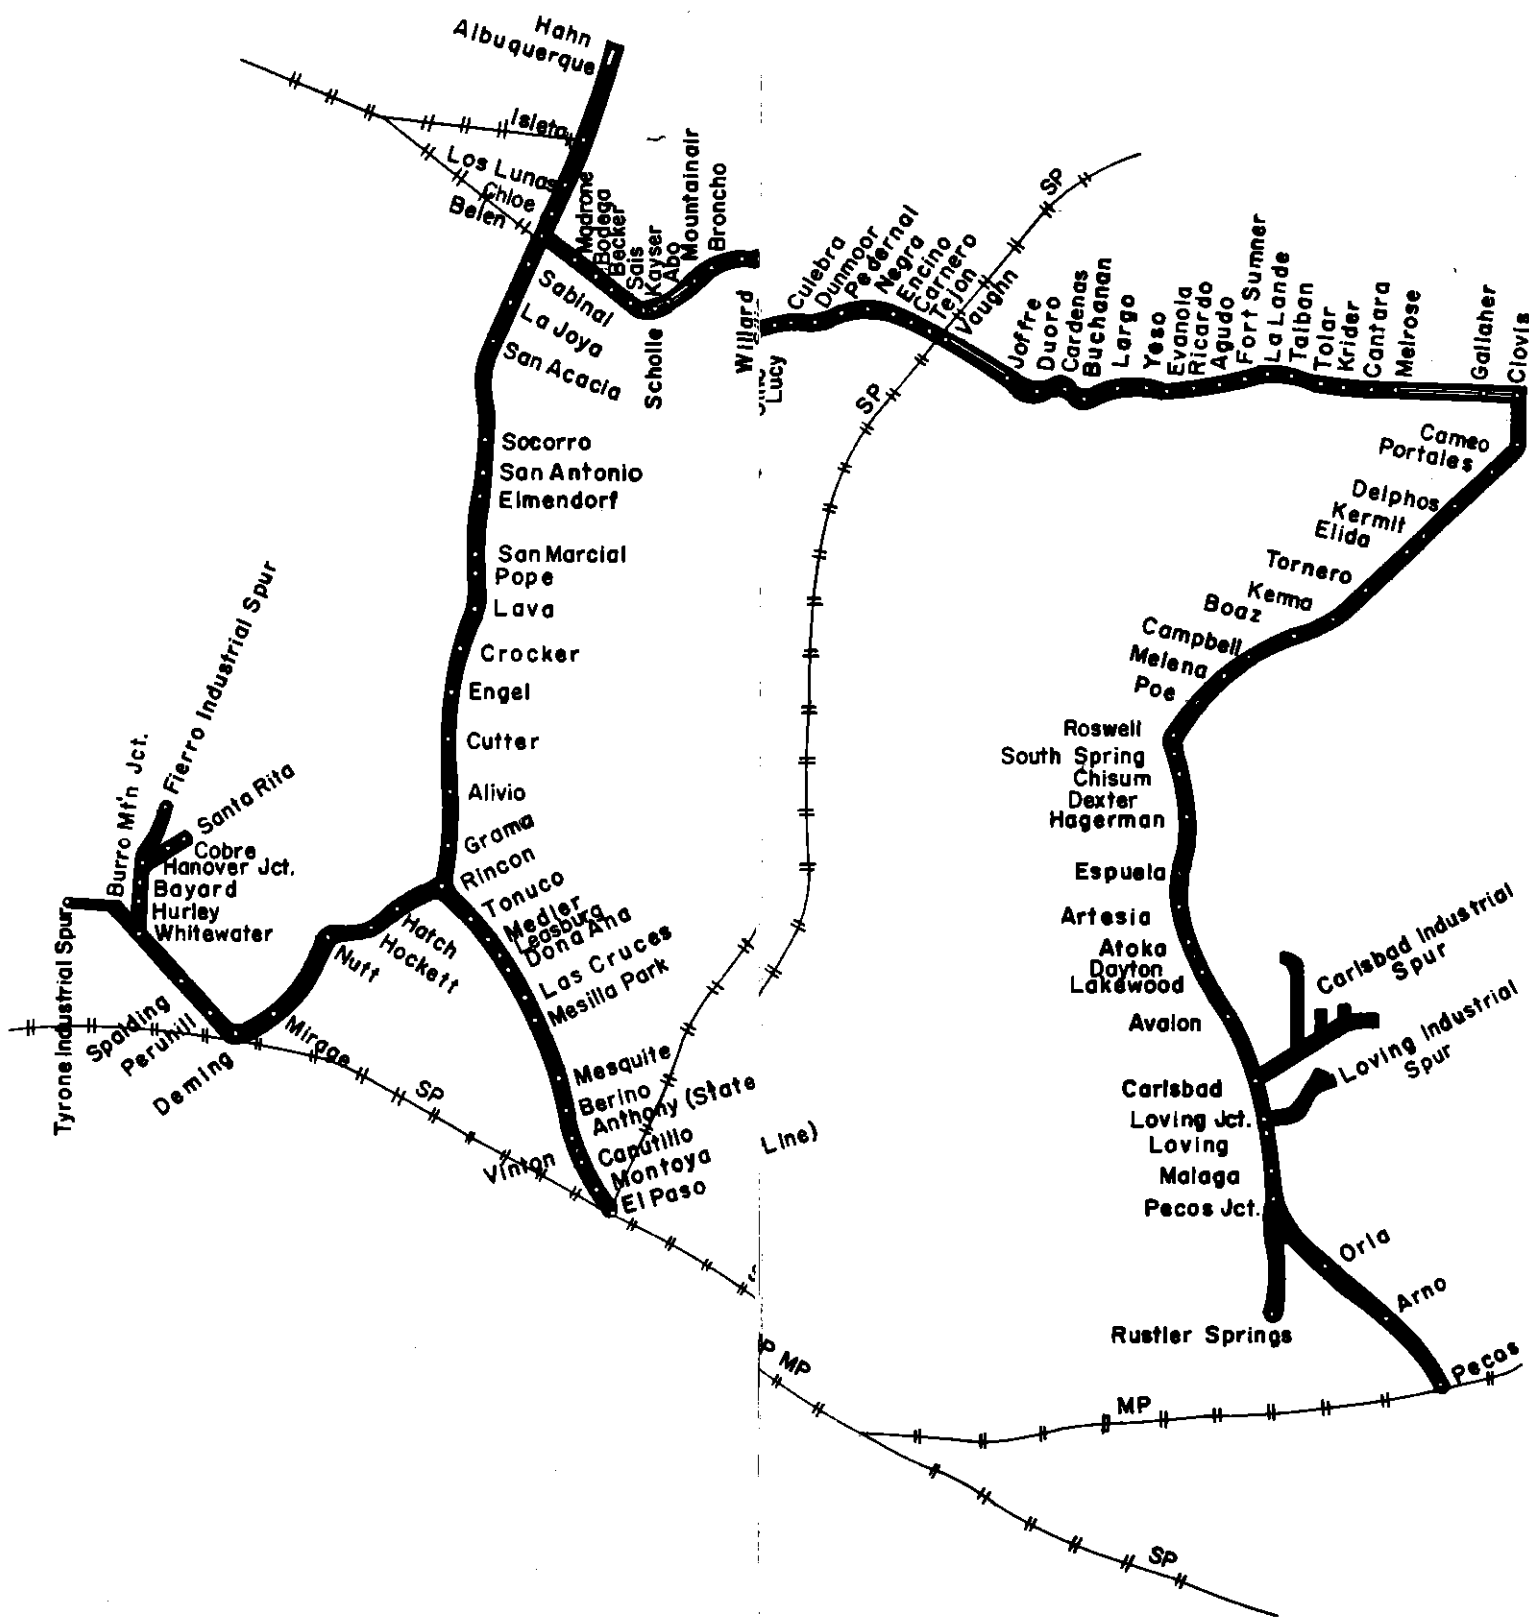 Hahn
Albuquerque
Isleta
Los Lunas
Chloe
Belen
Madrone
Bodega
Becker
Sais
Kayser
Abo
Mountainair
Broncho
Scholle
Willard
Lucy
Culebra
Dunmoor
Pedernal
Negra
Encino
Carnero
Tejon
Vaughn
SP
SP
Joffre
Duoro
Cardenas
Buchanan
Largo
Yeso
Evanola
Ricardo
Agudo
Fort Sumner
La Lande
Taiban
Tolar
Krider
Cantara
Melrose
Gallaher
Clovis
Sabinal
La Joya
San Acacia
Socorro
San Antonio
Elmendorf
San Marcial
Pope
Lava
Crocker
Engel
Cutter
Alivio
Grama
Rincon
Tonuco
Medler
Leasburg
Dona Ana
Las Cruces
Mesilla Park
Mesquite
Berino
Anthony (State
Line)
Vinton
Canutillo
Montoya
El Paso
Hatch
Hockett
Nutt
Mirage
Deming
Peruhill
Spalding
SP
Tyrone Industrial Spur
Burro Mt'n Jct.
Fierro Industrial Spur
Santa Rita
Cobre
Hanover Jct.
Bayard
Hurley
Whitewater
Cameo
Portales
Delphos
Kermit
Elida
Tornero
Kenna
Boaz
Campbell
Melena
Poe
Roswell
South Spring
Chisum
Dexter
Hagerman
Espuela
Artesia
Atoka
Dayton
Lakewood
Avalon
Carlsbad Industrial
Spur
Loving Industrial
Spur
Carlsbad
Loving Jct.
Loving
Malaga
Pecos Jct.
Orla
Arno
Rustler Springs
Pecos
MP
MP
SP